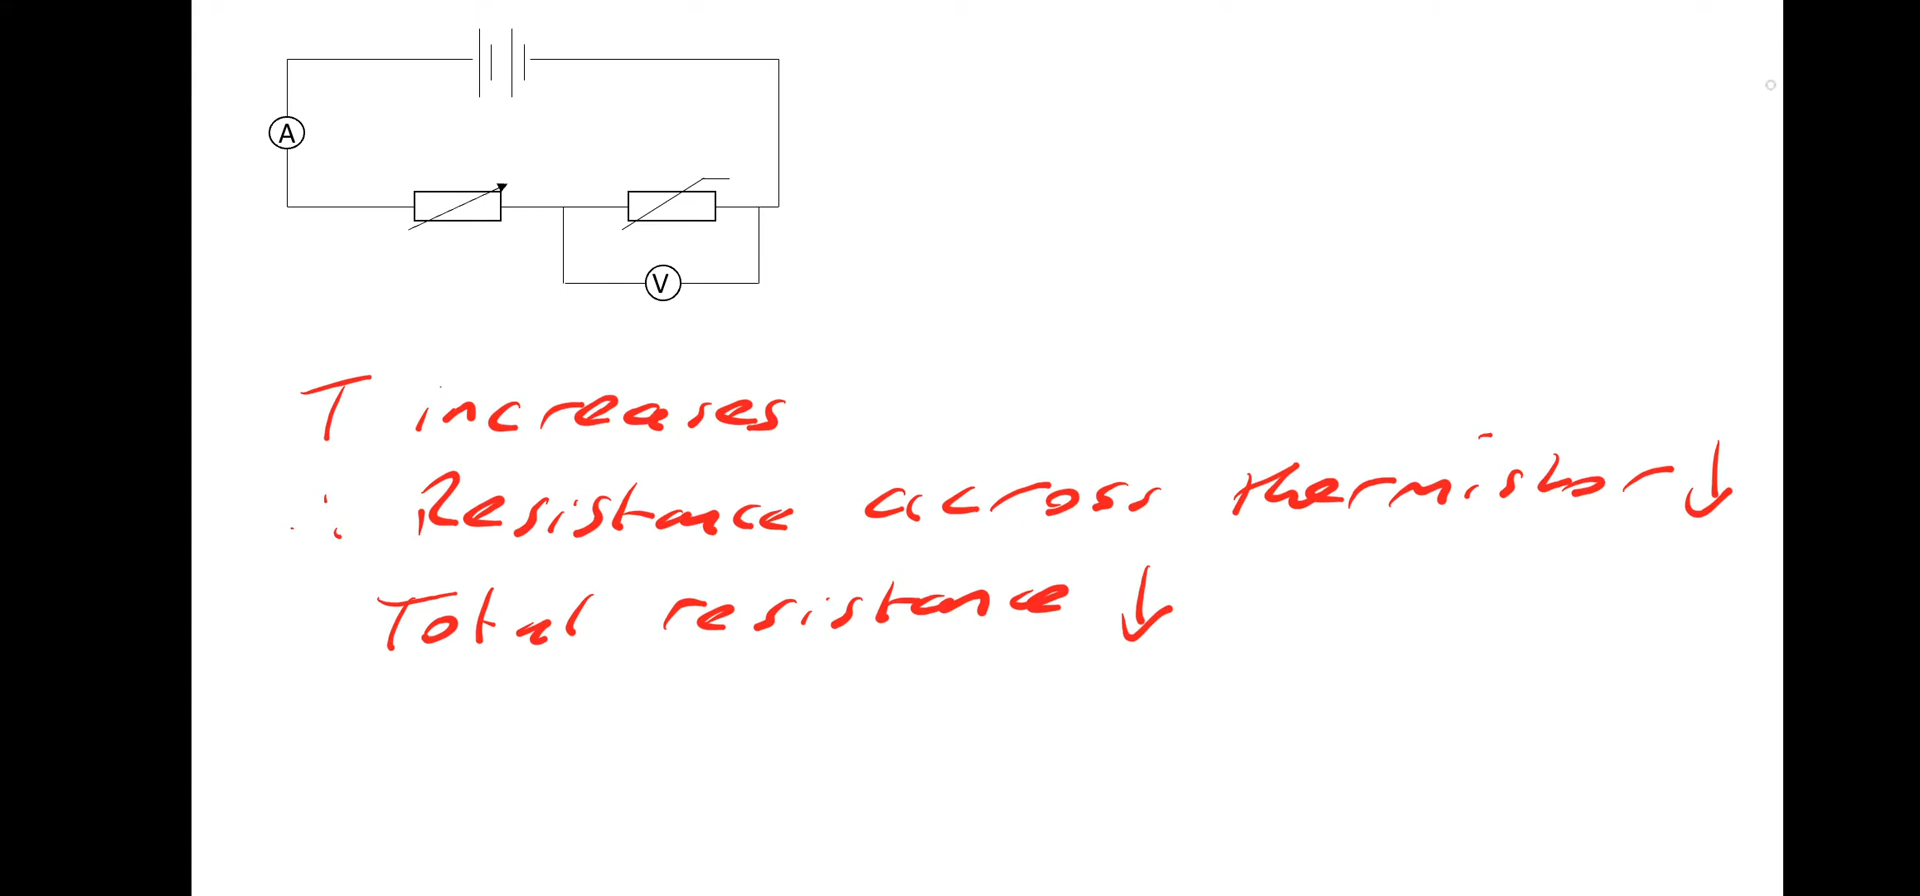 A
V
T increases
∴ Resistance across thermistor ↓
Total resistance ↓